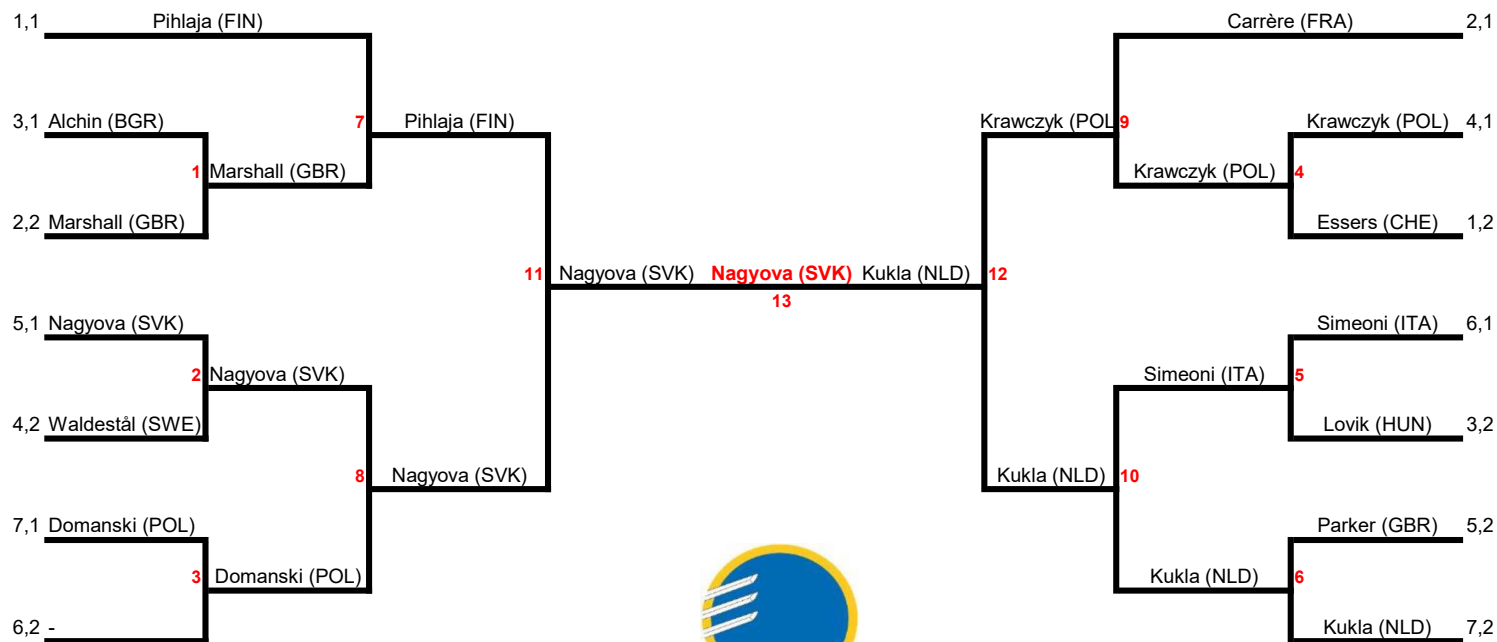 1,1 Pihlaja (FIN) Carrère (FRA) 2,1
3,1 Alchin (BGR) 7 Pihlaja (FIN) Krawczyk (POL 9 Krawczyk (POL) 4,1
1 Marshall (GBR) Krawczyk (POL) 4
2,2 Marshall (GBR) Essers (CHE) 1,2
11 Nagyova (SVK) Nagyova (SVK) Kukla (NLD) 12
13
5,1 Nagyova (SVK) Simeoni (ITA) 6,1
2 Nagyova (SVK) Simeoni (ITA) 5
4,2 Waldestål (SWE) Lovik (HUN) 3,2
8 Nagyova (SVK) Kukla (NLD) 10
7,1 Domanski (POL) Parker (GBR) 5,2
3 Domanski (POL) Kukla (NLD) 6
6,2 - Kukla (NLD) 7,2